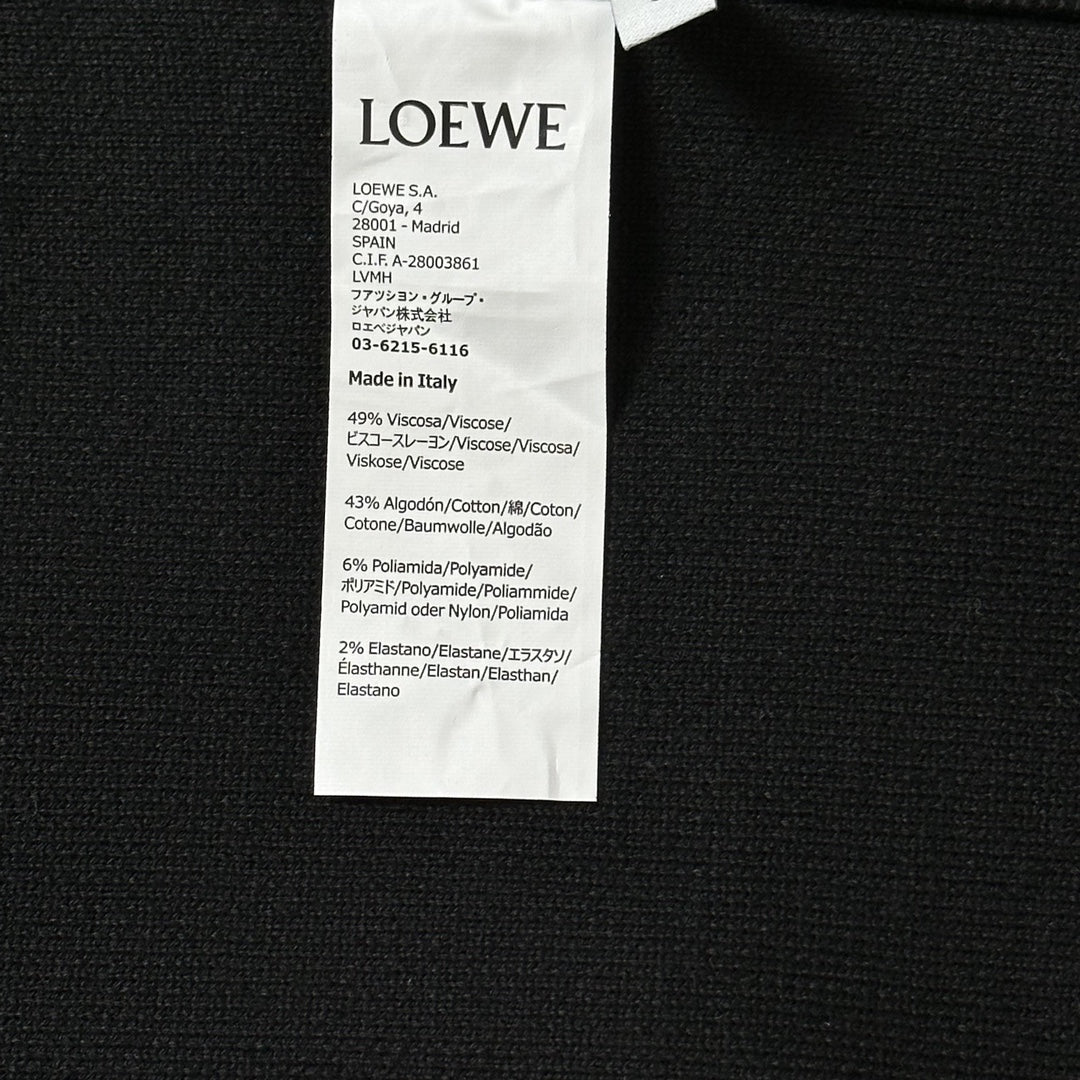 LOEWE
LOEWE S.A.
C/Goya, 4
28001 - Madrid
SPAIN
C.I.F. A-28003861
LVMH
フアツシヨン・グループ・
ジャパン株式会社
ロエベジャパン
03-6215-6116
Made in Italy
49% Viscosa/Viscose/
ビスコースレーヨン/Viscose/Viscosa/
Viskose/Viscose
43% Algodón/Cotton/綿/Coton/
Cotone/Baumwolle/Algodão
6% Poliamida/Polyamide/
ポリアミド/Polyamide/Poliammide/
Polyamid oder Nylon/Poliamida
2% Elastano/Elastane/エラスタソ/
Élasthanne/Elastan/Elasthan/
Elastano